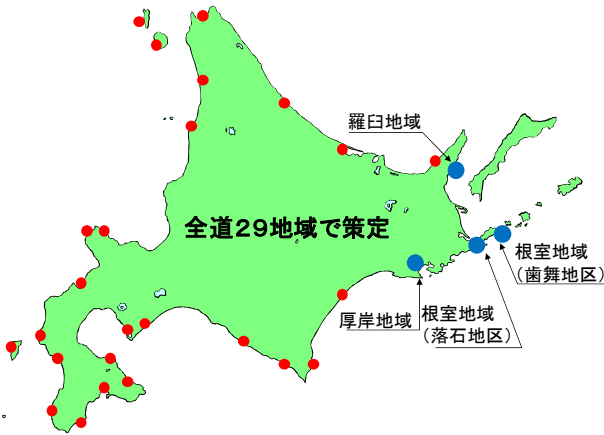 羅臼地域
全道29地域で策定
根室地域
（歯舞地区）
厚岸地域
根室地域
（落石地区）